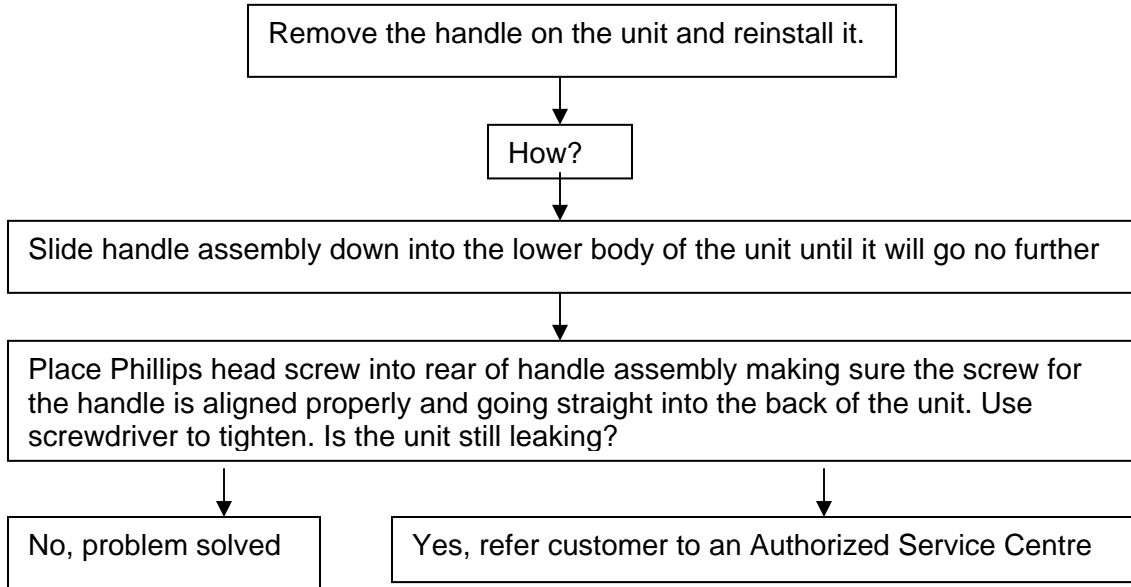 Remove the handle on the unit and reinstall it.
How?
Slide handle assembly down into the lower body of the unit until it will go no further
Place Phillips head screw into rear of handle assembly making sure the screw for
the handle is aligned properly and going straight into the back of the unit. Use
screwdriver to tighten. Is the unit still leaking?
No, problem solved
Yes, refer customer to an Authorized Service Centre